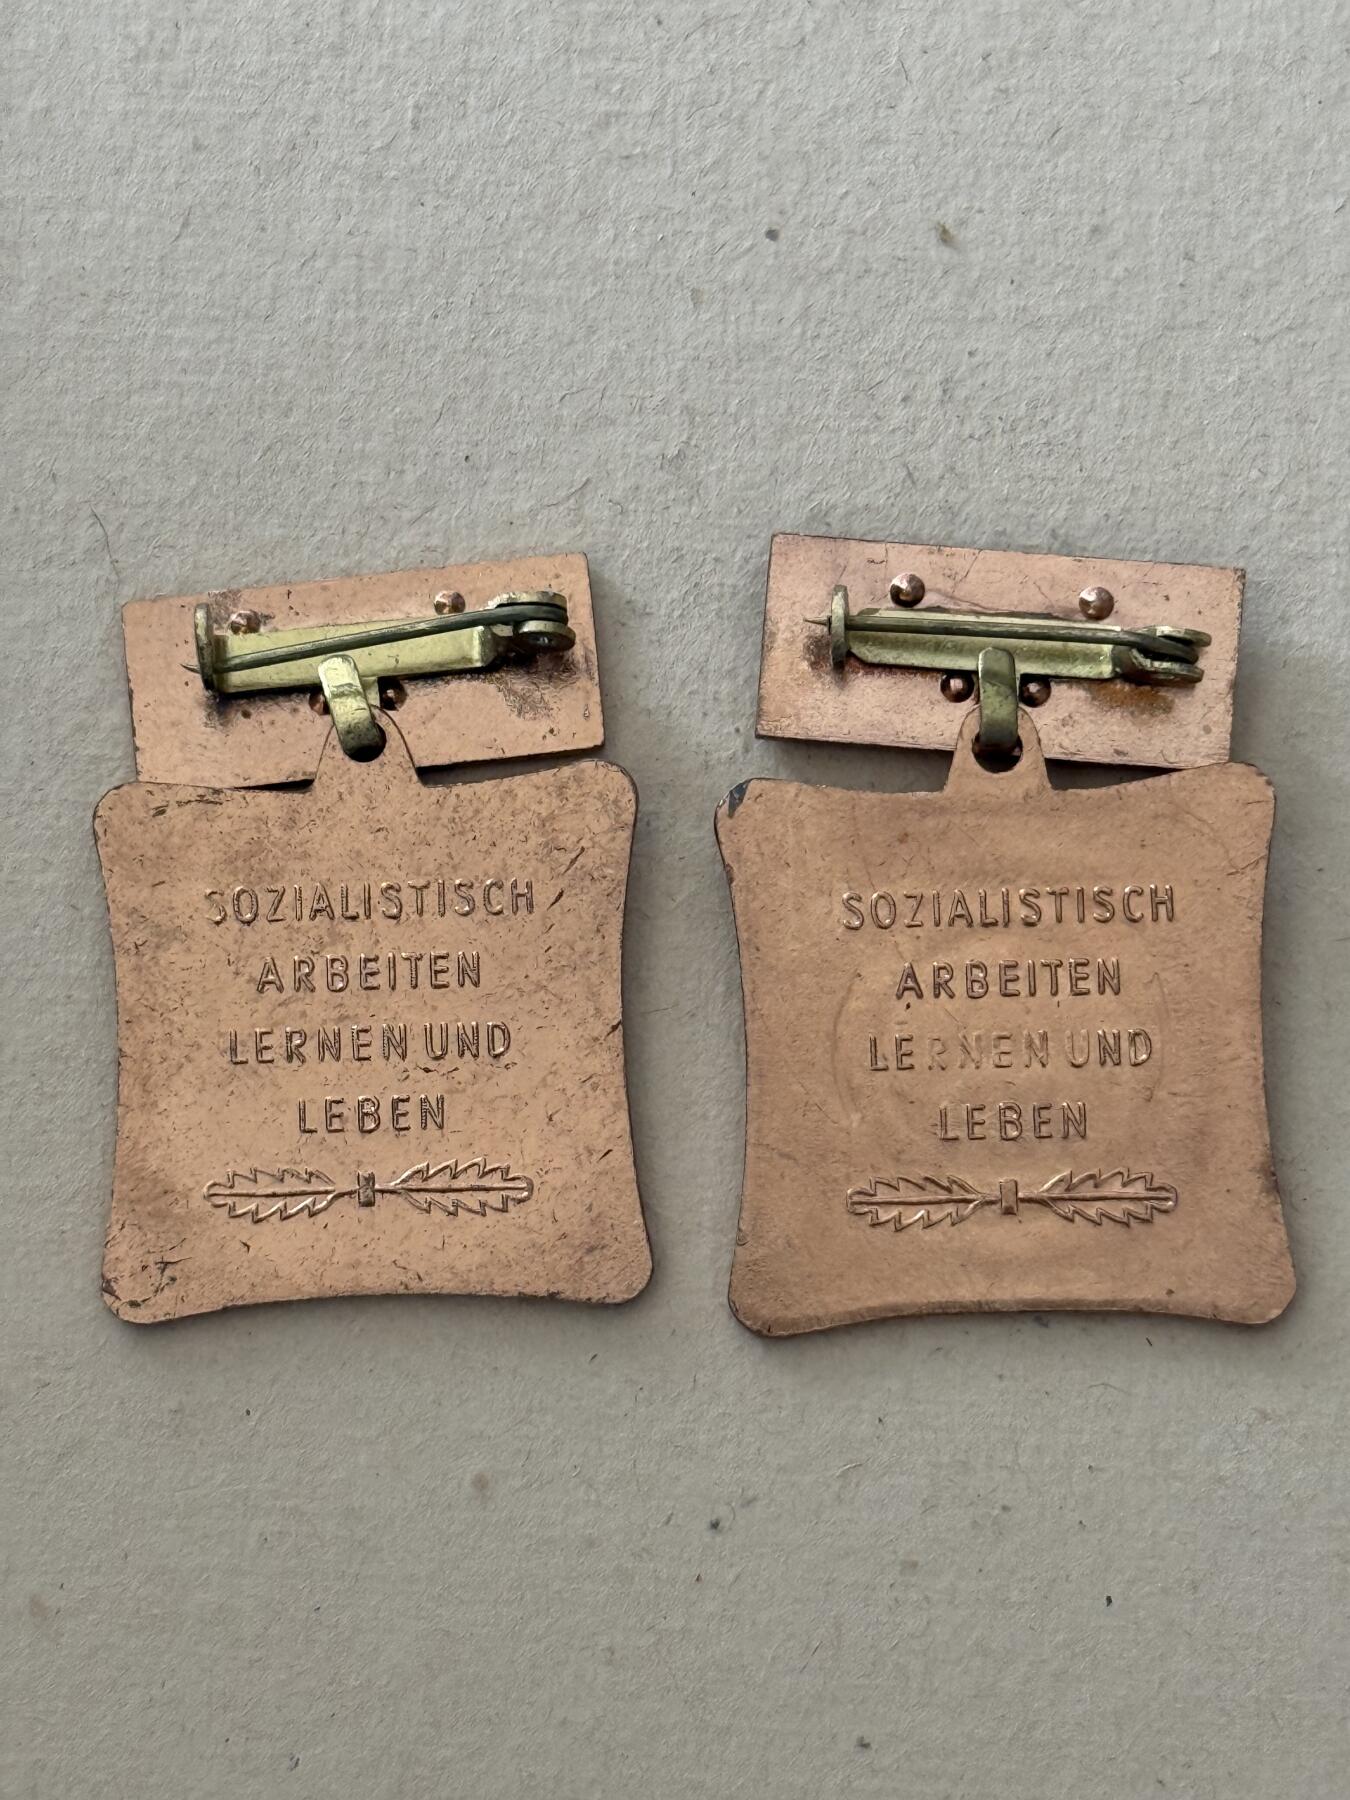 SOZIALISTISCH
ARBEITEN
LERNEN UND
LEBEN
SOZIALISTISCH
ARBEITEN
LERNEN UND
LEBEN